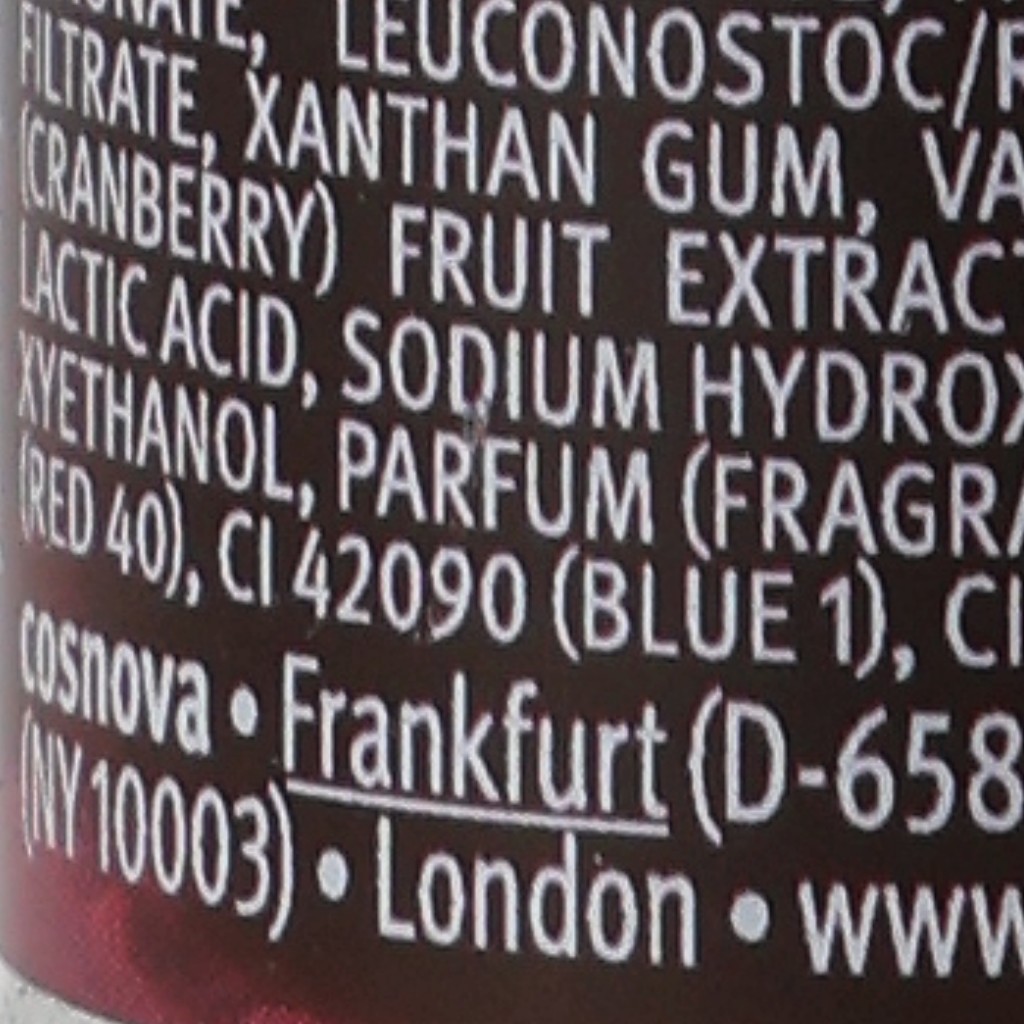 LEUCONOSTOC/R
FILTRATE, XANTHAN GUM, VA
(CRANBERRY) FRUIT EXTRACT
LACTIC ACID, SODIUM HYDROX
XYETHANOL, PARFUM (FRAGRA
(RED 40), CI 42090 (BLUE 1), CI
cosnova • Frankfurt (D-658
(NY 10003) • London • www